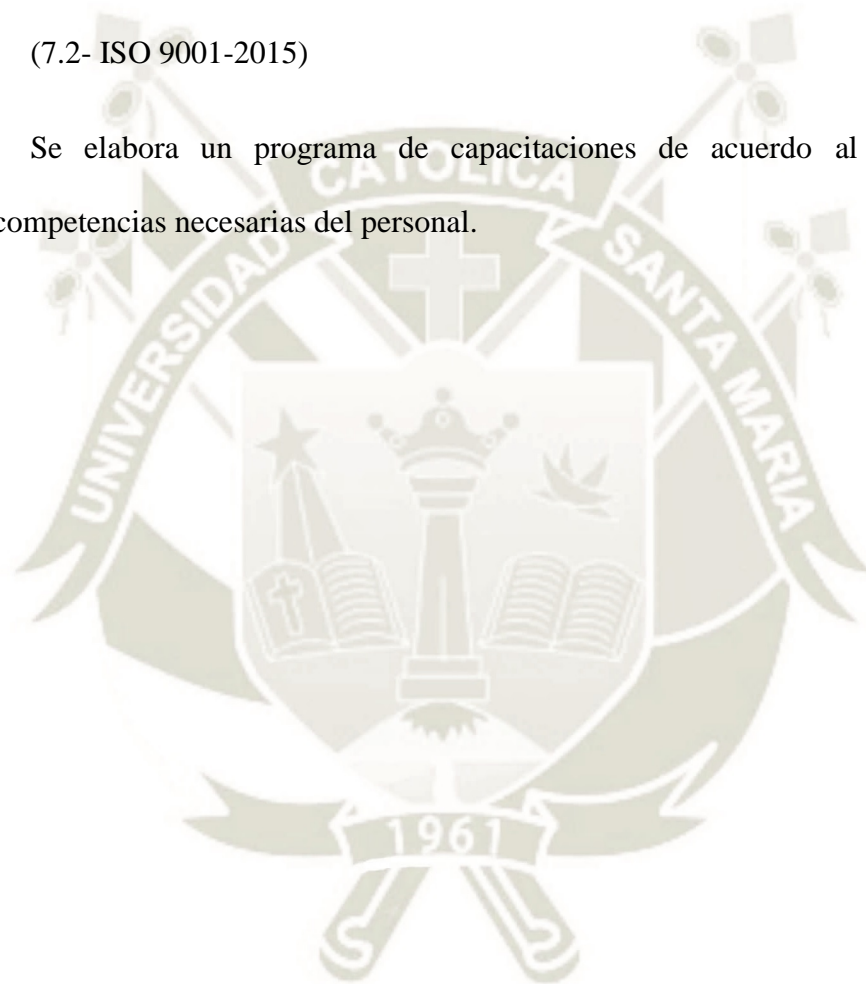 (7.2- ISO 9001-2015)
Se elabora un programa de capacitaciones de acuerdo al
competencias necesarias del personal.
CATOLICA
UNIVERSIDAD
SANTA MARIA
1961